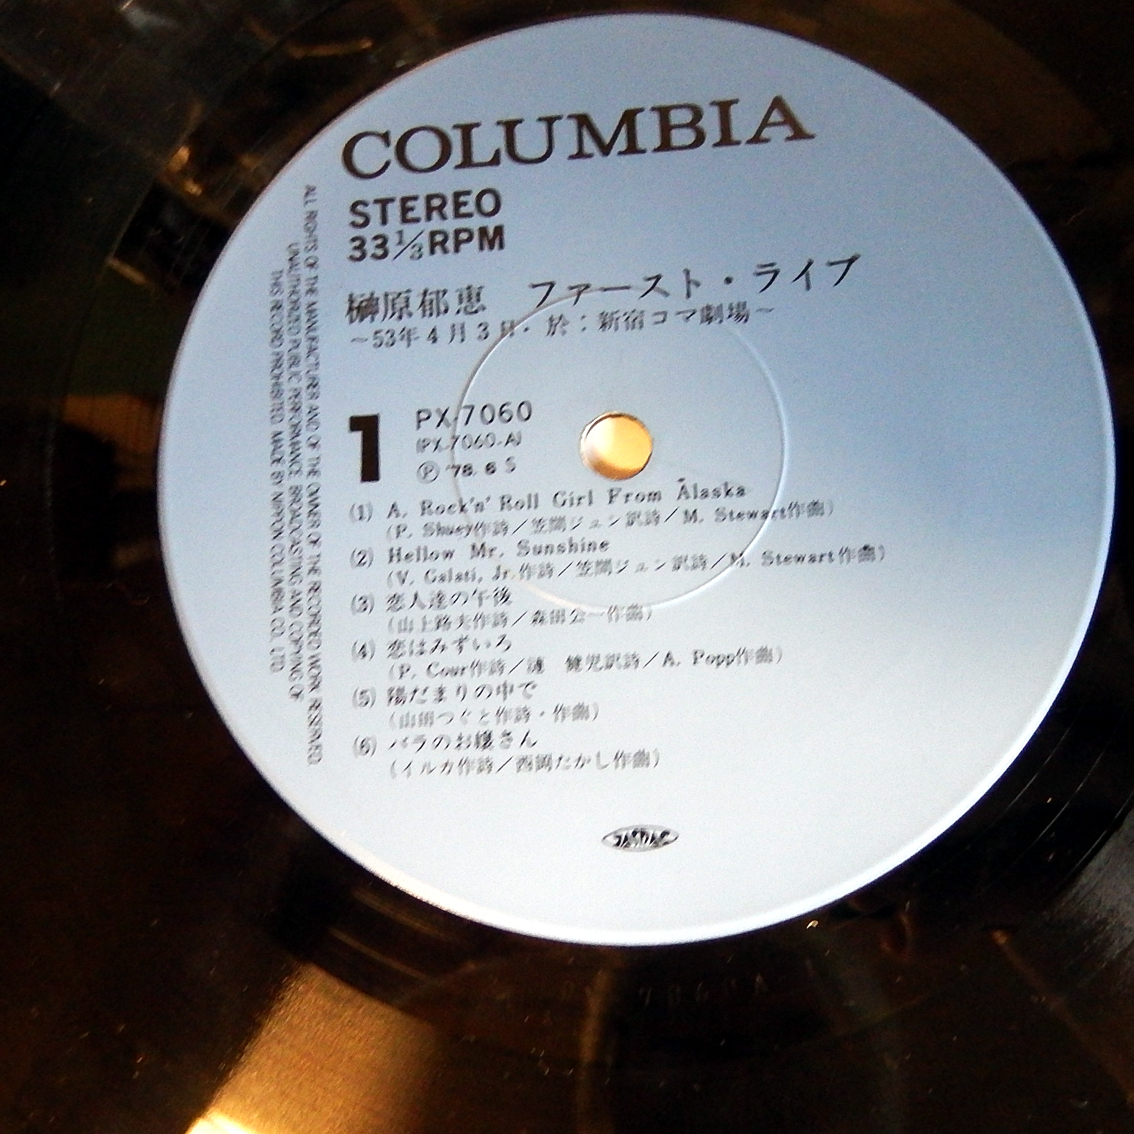 COLUMBIA
STEREO
33⅓RPM
榊原郁恵 ファースト・ライブ
〜53年4月3日・於：新宿コマ劇場〜
1
PX-7060
(PX-7060-A)
Ⓟ '78. 6 S
(1) A. Rock'n' Roll Girl From Alaska
(P. Shuey作詩／笠間ジュン訳詩／M. Stewart作曲)
(2) Hellow Mr. Sunshine
(V. Galati, Jr.作詩／笠間ジュン訳詩／M. Stewart作曲)
(3) 恋人達の午後
(山上路夫作詩／森田公一作曲)
(4) 恋はみずいろ
(P. Cour作詩／漣 健児訳詩／A. Popp作曲)
(5) 陽だまりの中で
(山田つぐと作詩・作曲)
(6) バラのお嬢さん
(イルカ作詩／西岡たかし作曲)
JASRAC
ALL RIGHTS OF THE MANUFACTURER AND OF THE OWNER OF THE RECORDED WORK RESERVED.
UNAUTHORIZED PUBLIC PERFORMANCE, BROADCASTING AND COPYING OF
THIS RECORD PROHIBITED. MADE BY NIPPON COLUMBIA CO., LTD.